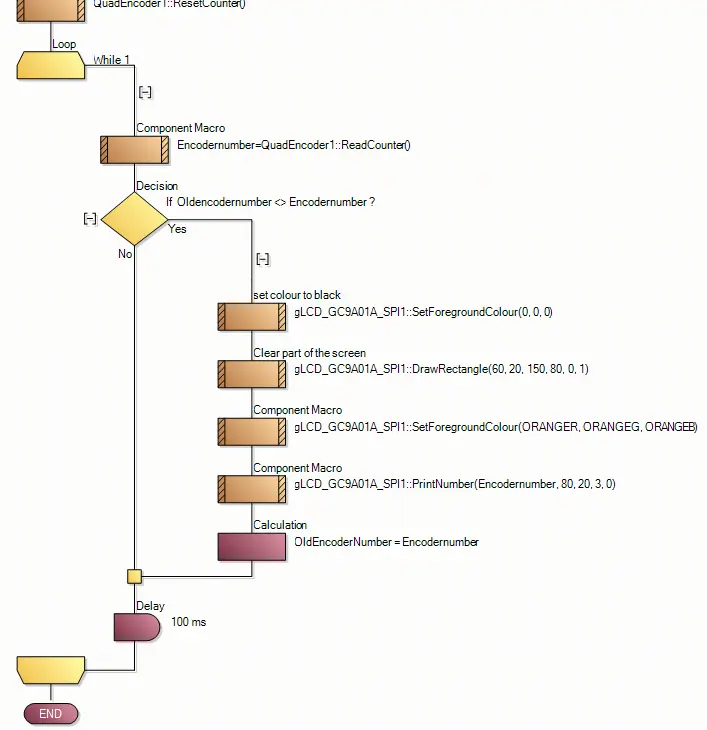 QuadEncoder1::ResetCounter()
Loop
While 1
[-]
Component Macro
Encodernumber=QuadEncoder1::ReadCounter()
Decision
If Oldencodernumber <> Encodernumber ?
[-]
Yes
No
[-]
set colour to black
gLCD_GC9A01A_SPI1::SetForegroundColour(0, 0, 0)
Clear part of the screen
gLCD_GC9A01A_SPI1::DrawRectangle(60, 20, 150, 80, 0, 1)
Component Macro
gLCD_GC9A01A_SPI1::SetForegroundColour(ORANGER, ORANGEG, ORANGEB)
Component Macro
gLCD_GC9A01A_SPI1::PrintNumber(Encodernumber, 80, 20, 3, 0)
Calculation
OldEncoderNumber = Encodernumber
Delay
100 ms
END